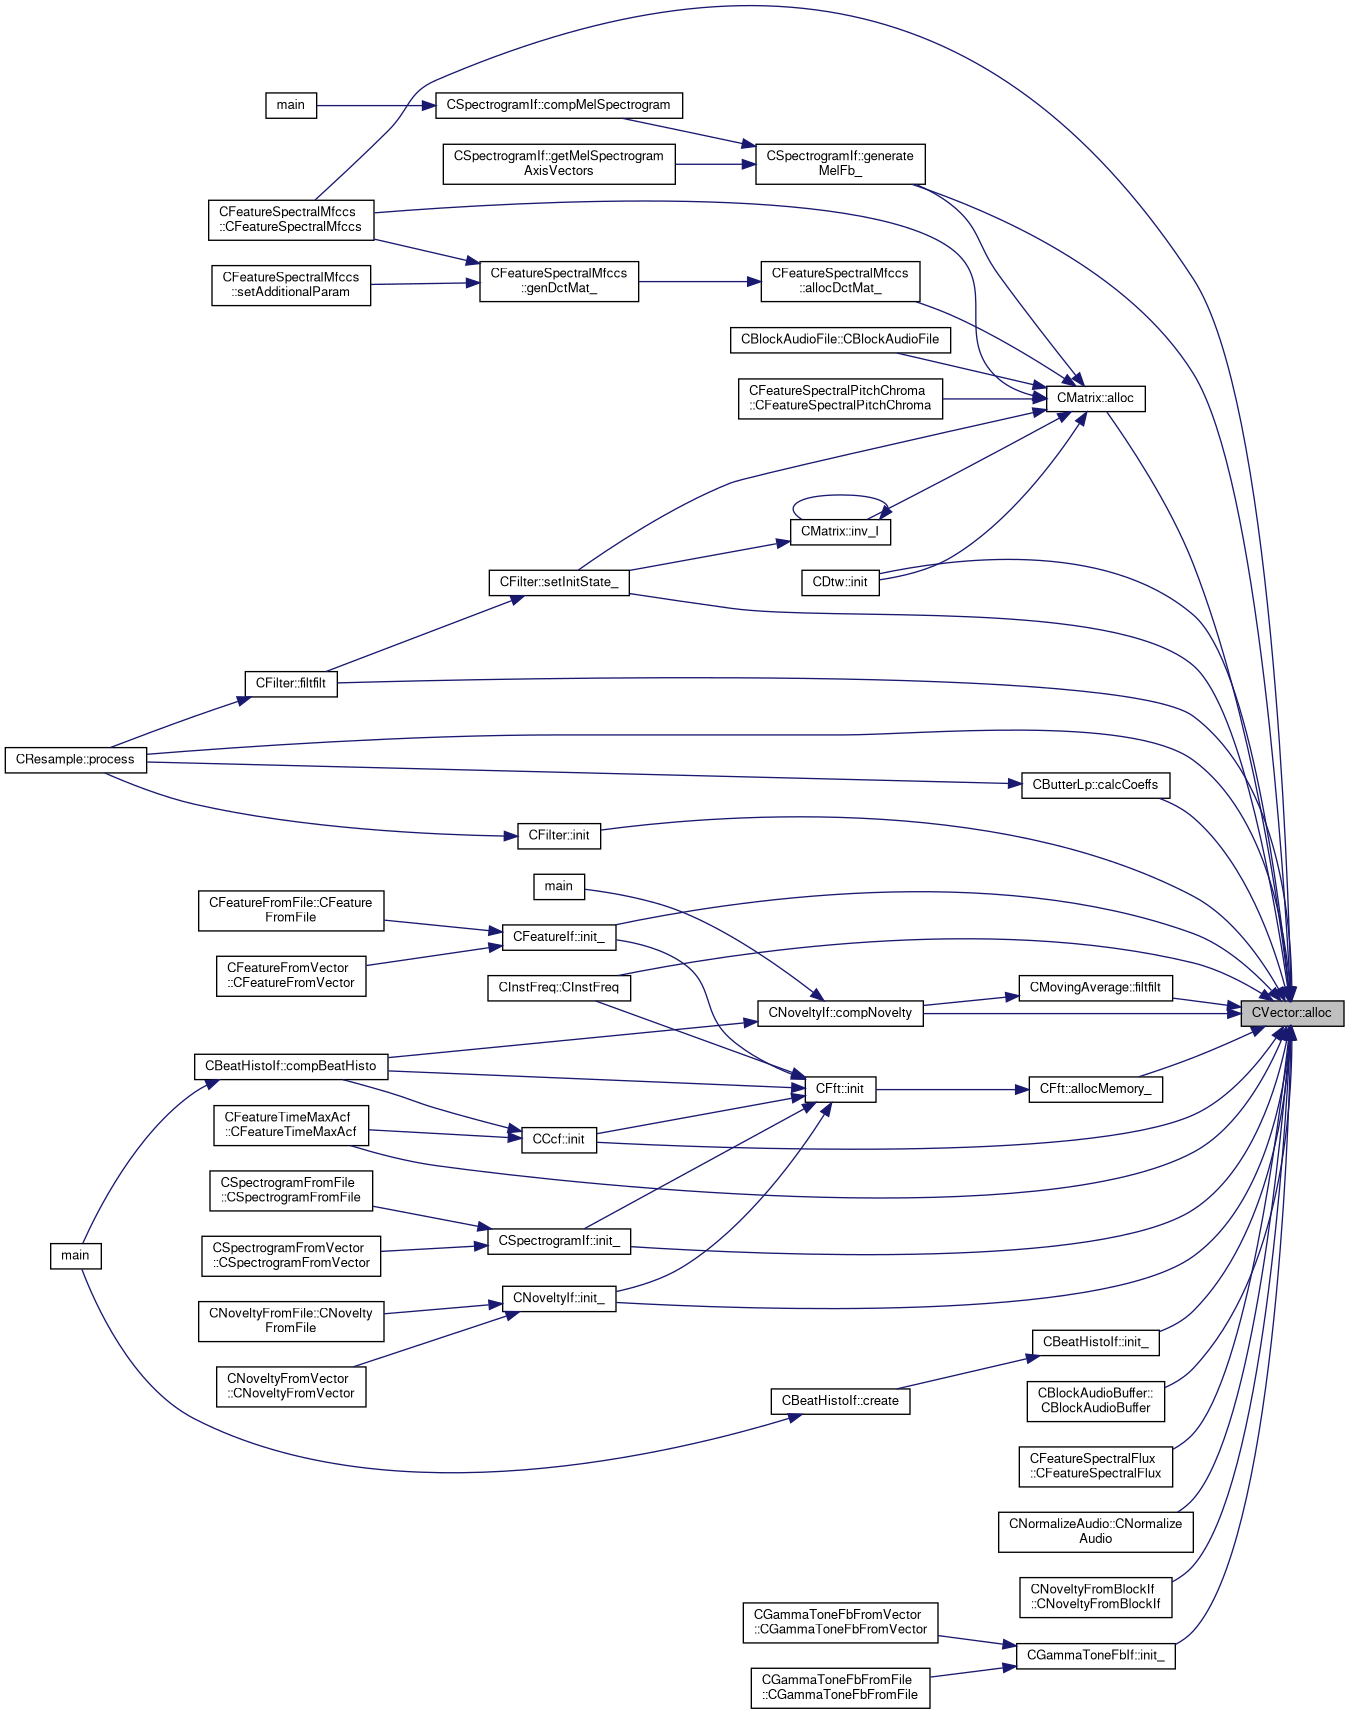 main
CSpectrogramIf::compMelSpectrogram
CSpectrogramIf::getMelSpectrogram
AxisVectors
CSpectrogramIf::generate
MelFb_
CFeatureSpectralMfccs
::CFeatureSpectralMfccs
CFeatureSpectralMfccs
::setAdditionalParam
CFeatureSpectralMfccs
::genDctMat_
CFeatureSpectralMfccs
::allocDctMat_
CBlockAudioFile::CBlockAudioFile
CFeatureSpectralPitchChroma
::CFeatureSpectralPitchChroma
CMatrix::alloc
CMatrix::inv_I
CFilter::setInitState_
CDtw::init
CFilter::filtfilt
CResample::process
CButterLp::calcCoeffs
CFilter::init
main
CFeatureFromFile::CFeature
FromFile
CFeatureIf::init_
CFeatureFromVector
::CFeatureFromVector
CInstFreq::CInstFreq
CMovingAverage::filtfilt
CNoveltyIf::compNovelty
CVector::alloc
CBeatHistoIf::compBeatHisto
CFft::init
CFft::allocMemory_
CFeatureTimeMaxAcf
::CFeatureTimeMaxAcf
CCcf::init
CSpectrogramFromFile
::CSpectrogramFromFile
main
CSpectrogramFromVector
::CSpectrogramFromVector
CSpectrogramIf::init_
CNoveltyFromFile::CNovelty
FromFile
CNoveltyIf::init_
CNoveltyFromVector
::CNoveltyFromVector
CBeatHistoIf::init_
CBeatHistoIf::create
CBlockAudioBuffer::
CBlockAudioBuffer
CFeatureSpectralFlux
::CFeatureSpectralFlux
CNormalizeAudio::CNormalize
Audio
CNoveltyFromBlockIf
::CNoveltyFromBlockIf
CGammaToneFbFromVector
::CGammaToneFbFromVector
CGammaToneFbIf::init_
CGammaToneFbFromFile
::CGammaToneFbFromFile